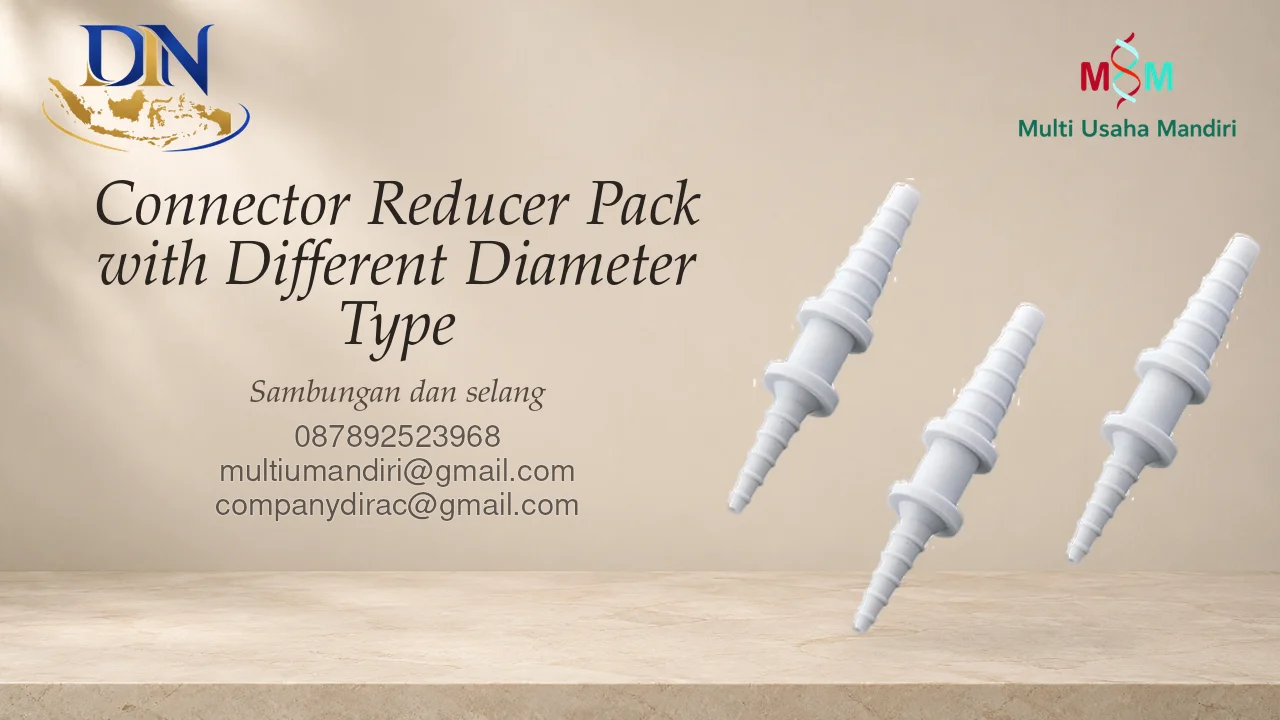 DN
M M
Multi Usaha Mandiri
Connector Reducer Pack
with Different Diameter
Type
Sambungan dan selang
087892523968
multiumandiri@gmail.com
companydirac@gmail.com